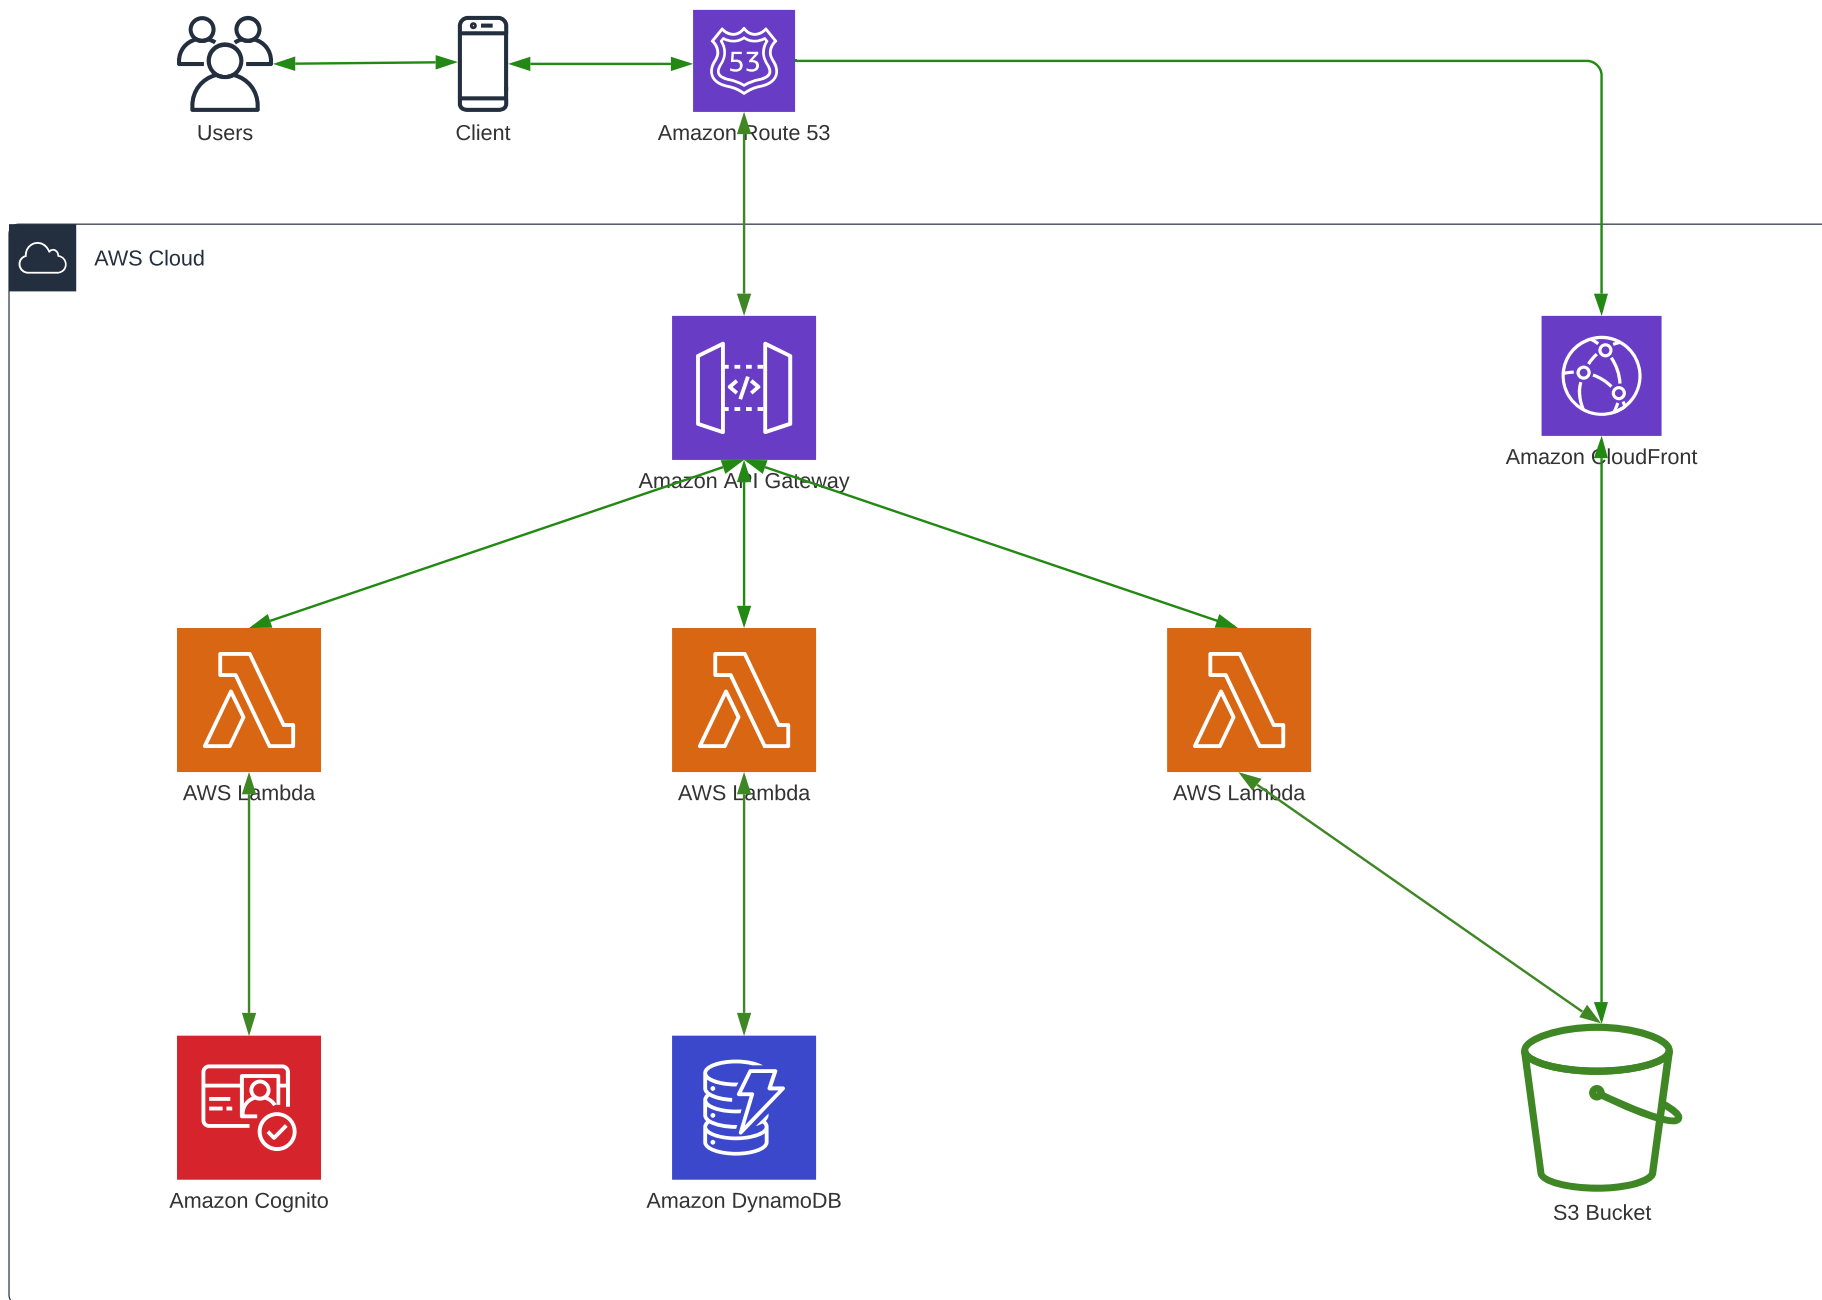 Users
Client
53
Amazon Route 53
AWS Cloud
Amazon API Gateway
Amazon CloudFront
AWS Lambda
AWS Lambda
AWS Lambda
Amazon Cognito
Amazon DynamoDB
S3 Bucket